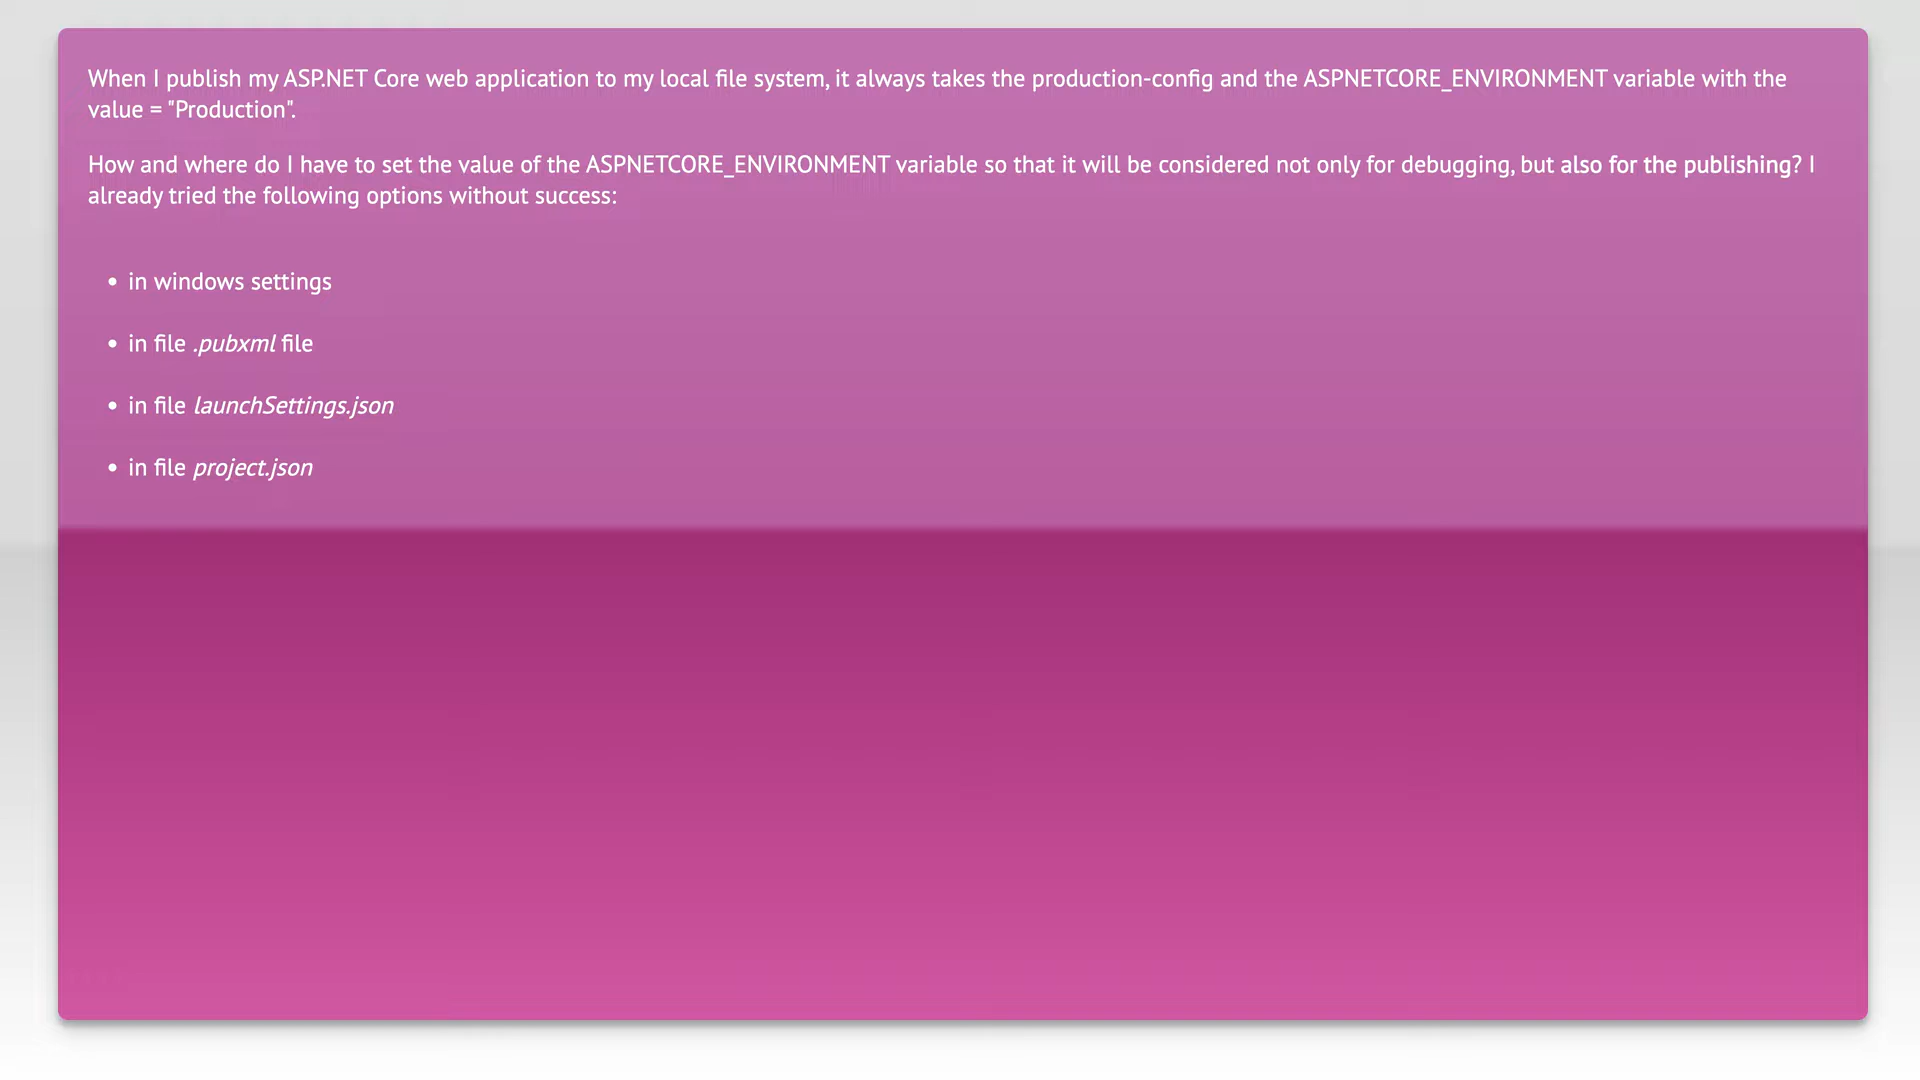 When I publish my ASP.NET Core web application to my local file system, it always takes the production-config and the ASPNETCORE_ENVIRONMENT variable with the
value = "Production".
How and where do I have to set the value of the ASPNETCORE_ENVIRONMENT variable so that it will be considered not only for debugging, but also for the publishing? I
already tried the following options without success:
• in windows settings
• in file .pubxml file
• in file launchSettings.json
• in file project.json